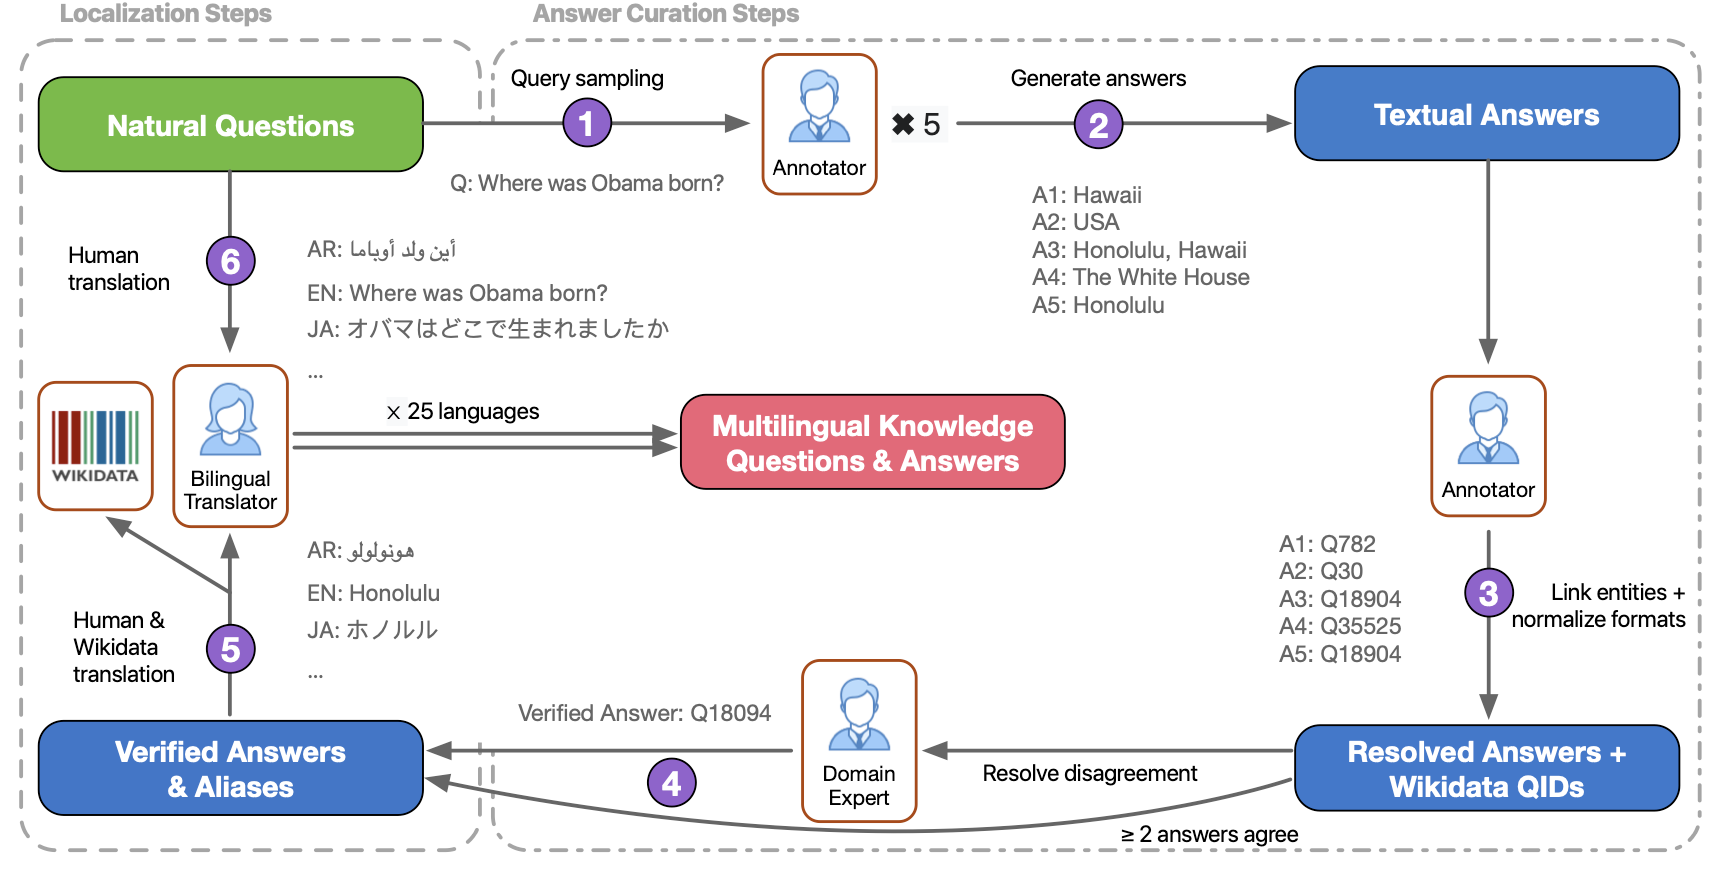 Localization Steps
Answer Curation Steps
Natural Questions
Query sampling
1
Q: Where was Obama born?
Annotator
✖ 5
Generate answers
2
A1: Hawaii
A2: USA
A3: Honolulu, Hawaii
A4: The White House
A5: Honolulu
Textual Answers
Annotator
A1: Q782
A2: Q30
A3: Q18904
A4: Q35525
A5: Q18904
3
Link entities +
normalize formats
Resolved Answers +
Wikidata QIDs
Resolve disagreement
≥ 2 answers agree
Domain
Expert
Verified Answer: Q18094
4
Verified Answers
& Aliases
Human &
Wikidata
translation
5
AR: هونولولو
EN: Honolulu
JA: ホノルル
...
WIKIDATA
Bilingual
Translator
Human
translation
6
AR: أين ولد أوباما
EN: Where was Obama born?
JA: オバマはどこで生まれましたか
...
× 25 languages
Multilingual Knowledge
Questions & Answers